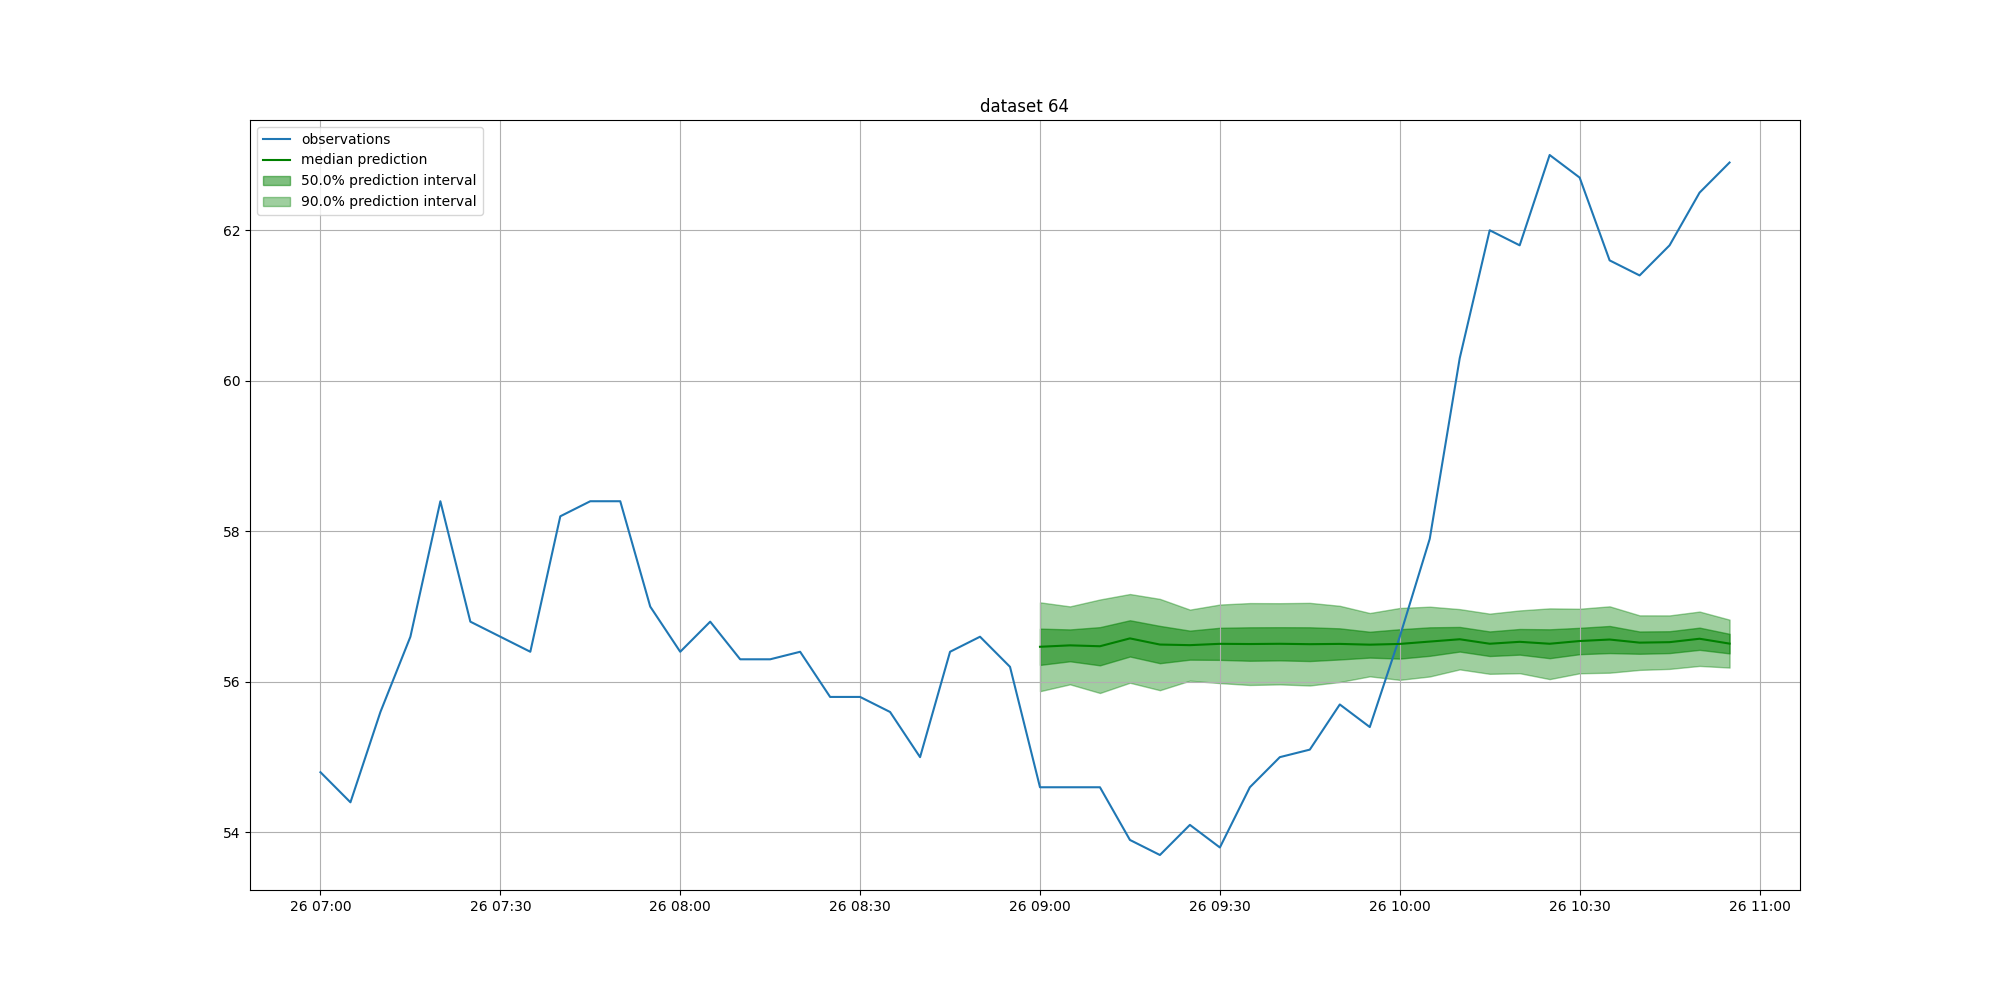 dataset 64
observations
median prediction
50.0% prediction interval
90.0% prediction interval
62
60
58
56
54
26 07:00 26 07:30 26 08:00 26 08:30 26 09:00 26 09:30 26 10:00 26 10:30 26 11:00